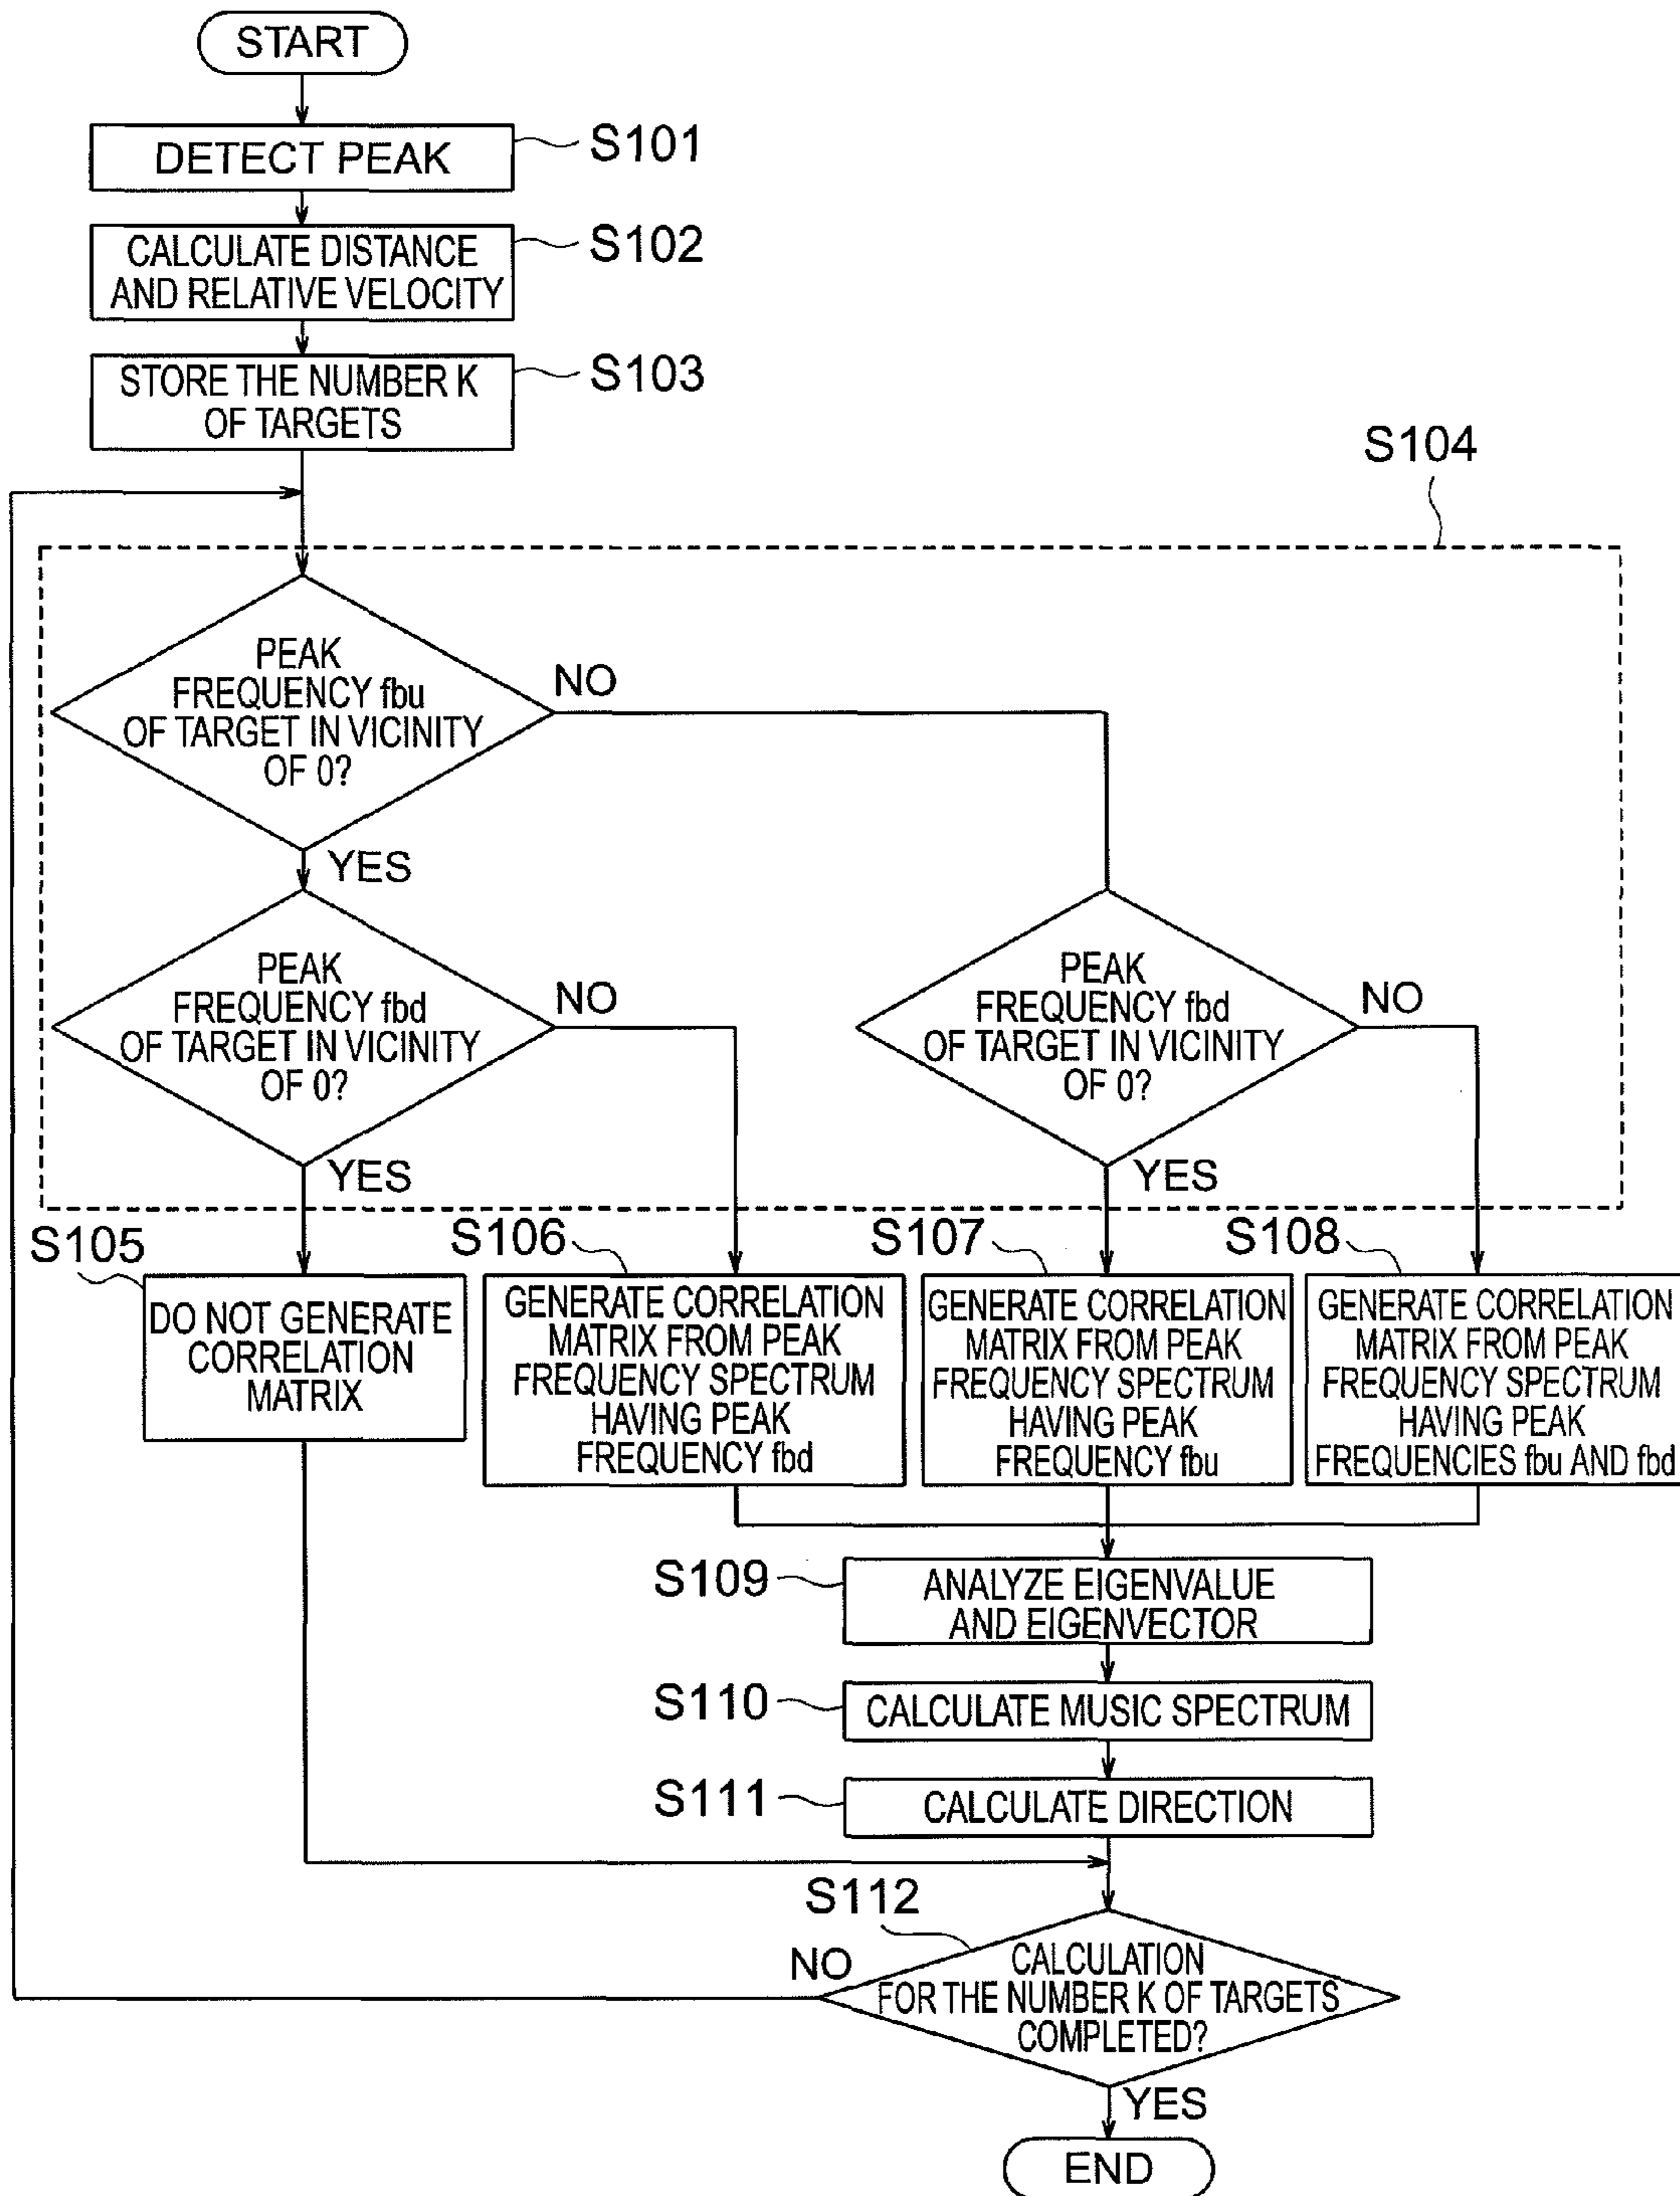 START
DETECT PEAK
S101
CALCULATE DISTANCE
AND RELATIVE VELOCITY
S102
STORE THE NUMBER K
OF TARGETS
S103
S104
PEAK
FREQUENCY fbu
OF TARGET IN VICINITY
OF 0?
NO
YES
PEAK
FREQUENCY fbd
OF TARGET IN VICINITY
OF 0?
NO
YES
PEAK
FREQUENCY fbd
OF TARGET IN VICINITY
OF 0?
NO
YES
S105
DO NOT GENERATE
CORRELATION
MATRIX
S106
GENERATE CORRELATION
MATRIX FROM PEAK
FREQUENCY SPECTRUM
HAVING PEAK
FREQUENCY fbd
S107
GENERATE CORRELATION
MATRIX FROM PEAK
FREQUENCY SPECTRUM
HAVING PEAK
FREQUENCY fbu
S108
GENERATE CORRELATION
MATRIX FROM PEAK
FREQUENCY SPECTRUM
HAVING PEAK
FREQUENCIES fbu AND fbd
S109
ANALYZE EIGENVALUE
AND EIGENVECTOR
S110
CALCULATE MUSIC SPECTRUM
S111
CALCULATE DIRECTION
S112
CALCULATION
FOR THE NUMBER K OF TARGETS
COMPLETED?
NO
YES
END